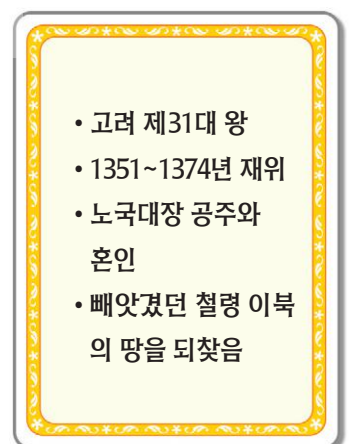 • 고려 제31대 왕
• 1351~1374년 재위
• 노국대장 공주와
혼인
• 빼앗겼던 철령 이북
의 땅을 되찾음